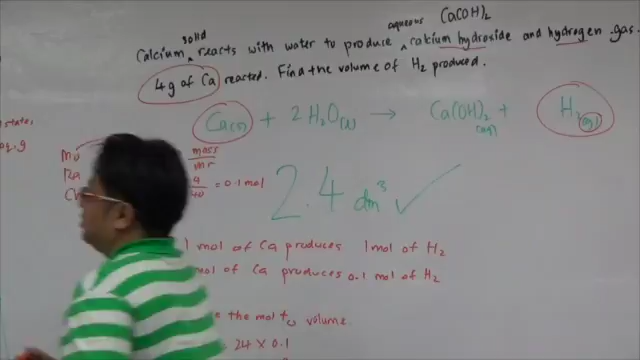 solid
aqueous Ca(OH)2
Calcium reacts with water to produce calcium hydroxide and hydrogen gas.
4g of Ca reacted. Find the volume of H2 produced.
Ca(s) + 2H2O(l) → Ca(OH)2(aq) + H2(g)
state
aq. g
mass
mr
Ra
4
40
= 0.1 mol
2.4 dm³ ✓
1 mol of Ca produces 1 mol of H2
mol of Ca produces 0.1 mol of H2
the mol to volume.
= 24 × 0.1